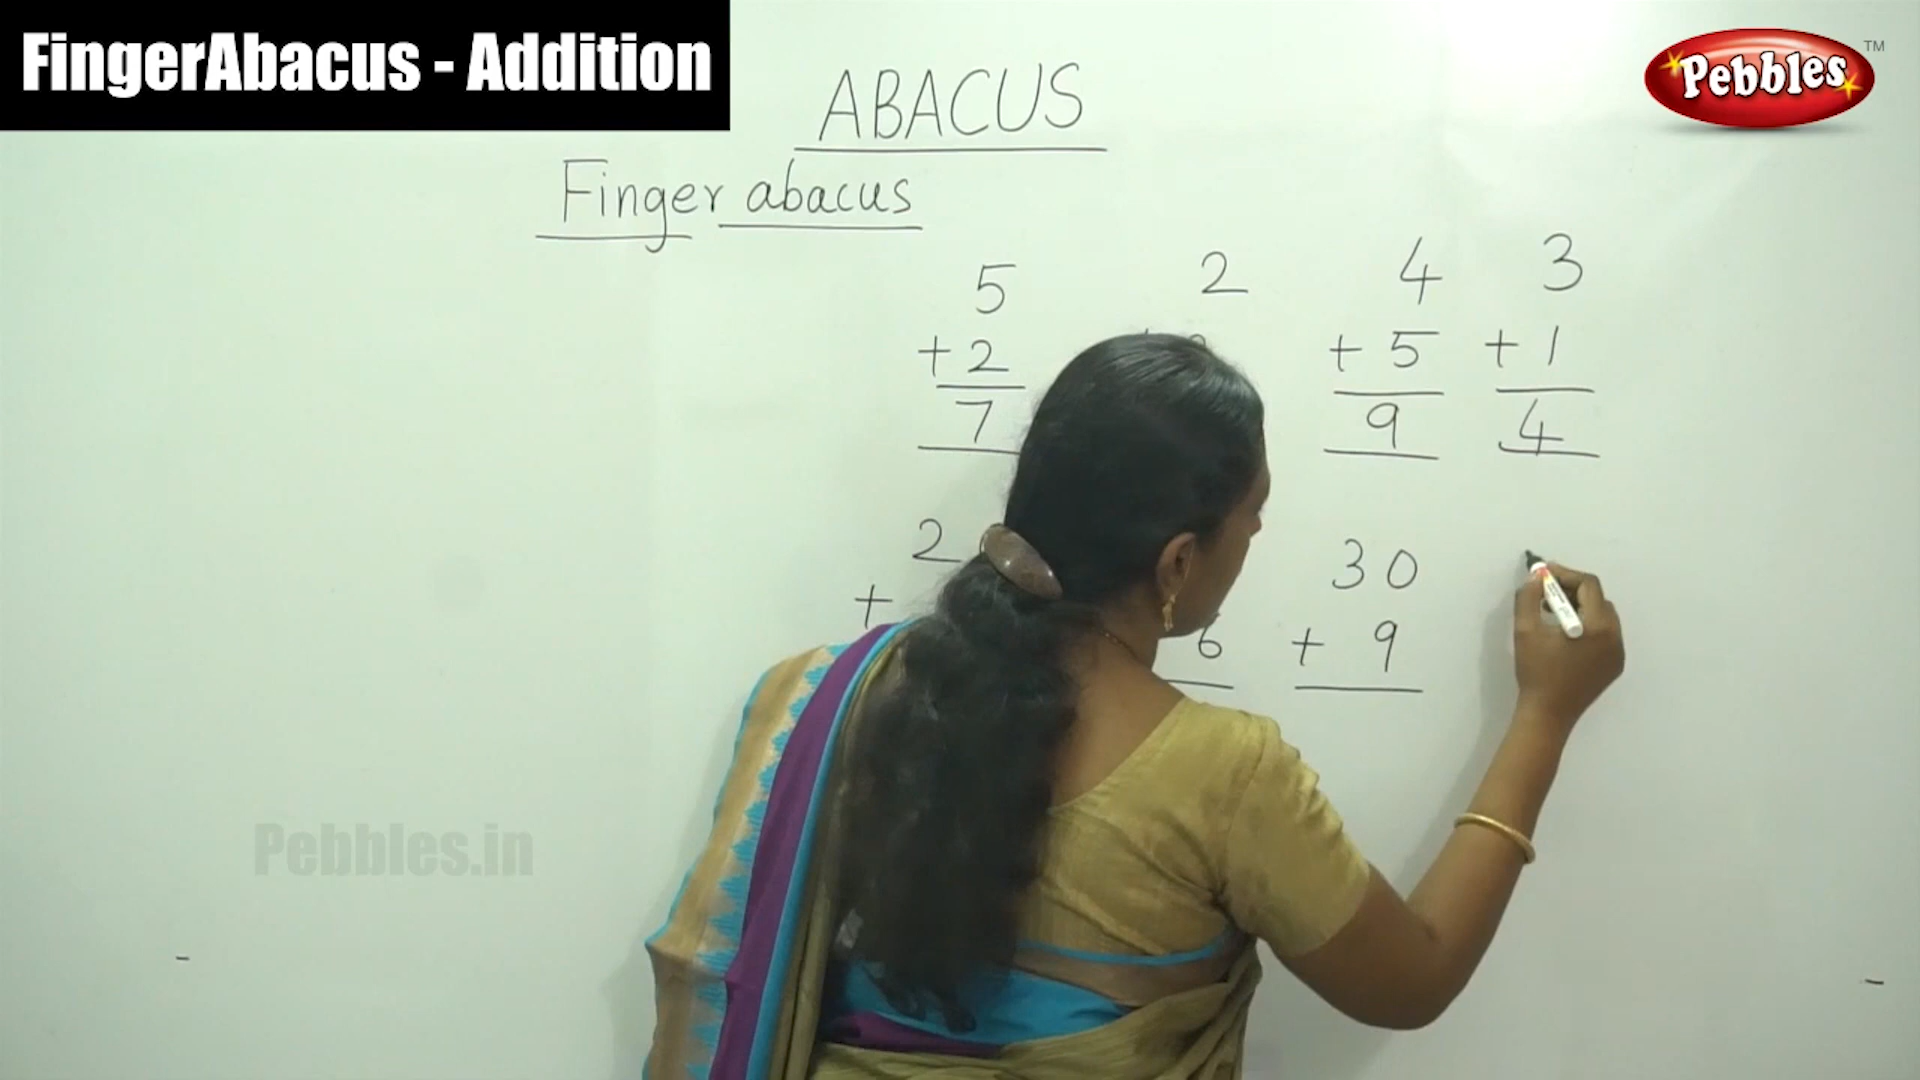 FingerAbacus - Addition
Pebbles TM
ABACUS
Finger abacus
5 2 4 3
+2 + 5 + 1
7 9 4
2 30
+ 6 + 9
Pebbles.in